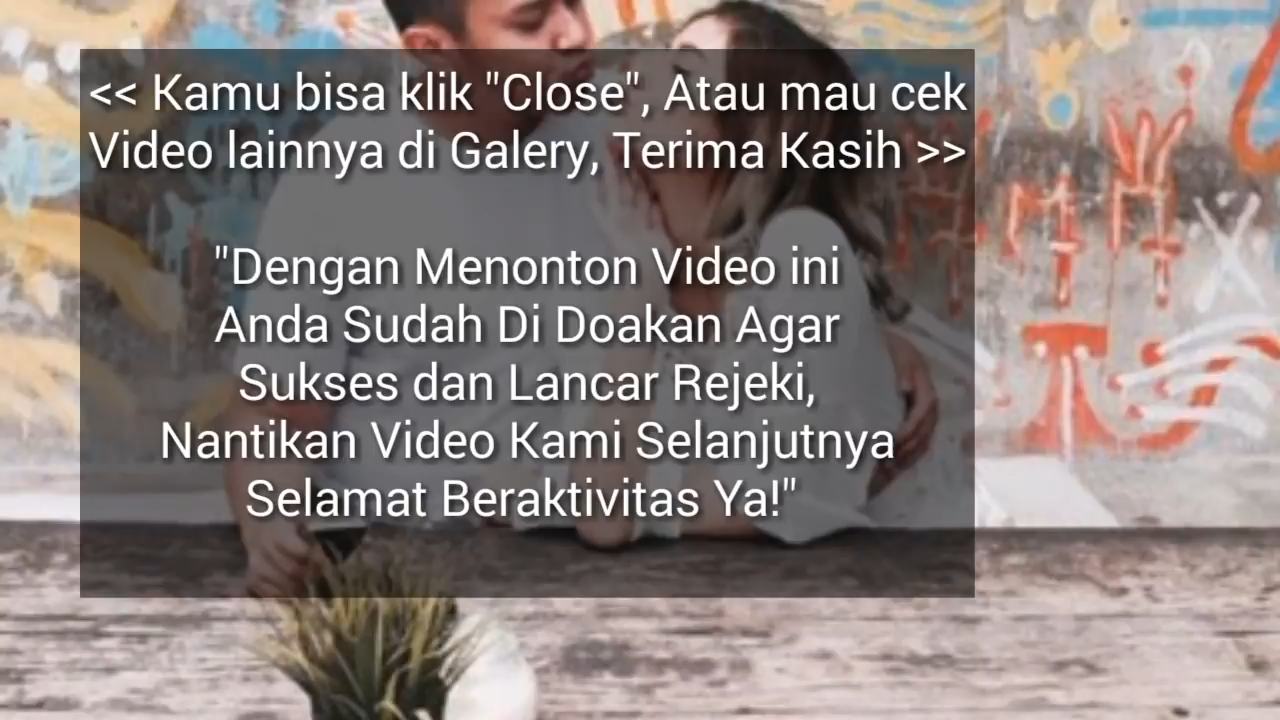 << Kamu bisa klik "Close", Atau mau cek
Video lainnya di Galery, Terima Kasih >>
"Dengan Menonton Video ini
Anda Sudah Di Doakan Agar
Sukses dan Lancar Rejeki,
Nantikan Video Kami Selanjutnya
Selamat Beraktivitas Ya!"